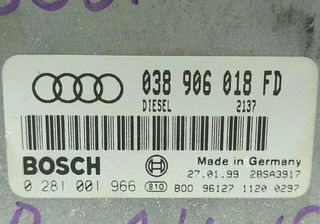 038 906 018 FD
DIESEL 2137
BOSCH
Made in Germany
27.01.99 28SA3917
0 281 001 966 810 B00 96127 1120 0297